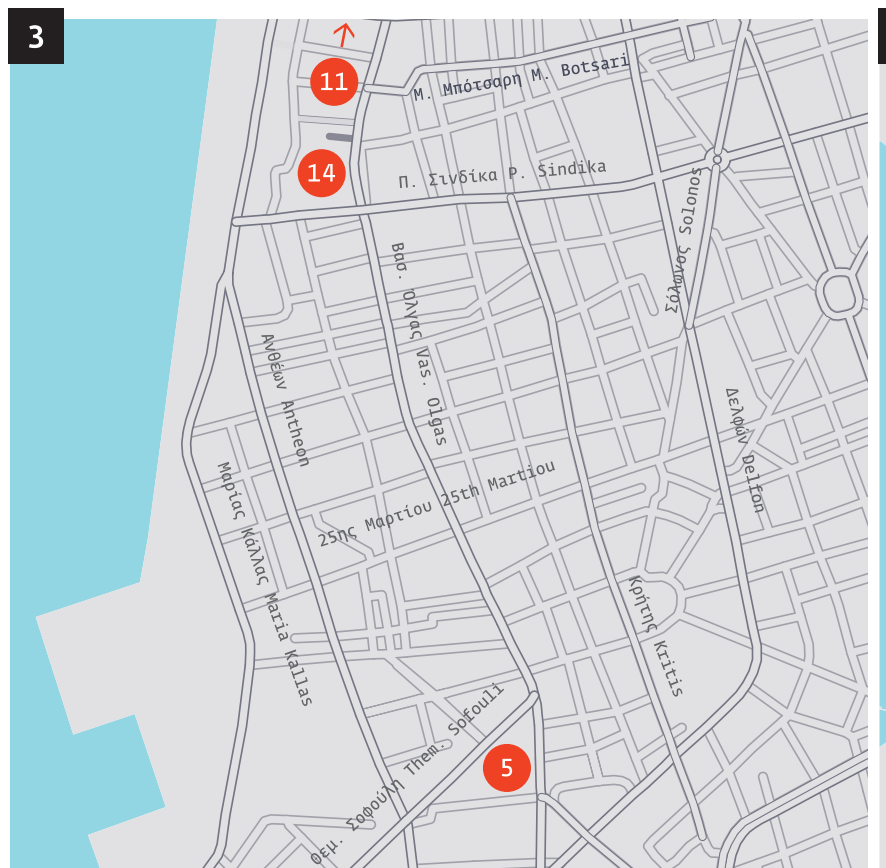 3
11
Μ. Μπότσαρη M. Botsari
14
Π. Σινδίκα P. Sindika
Σόλωνος Solonos
Βασ. Όλγας Vas. Olgas
Ανθέων Antheon
Δελφών Delfon
Μαρίας Κάλλας Maria Kallas
25ης Μαρτίου 25th Martiou
Κρήτης Kritis
Θεμ. Σοφούλη Them. Sofouli
5